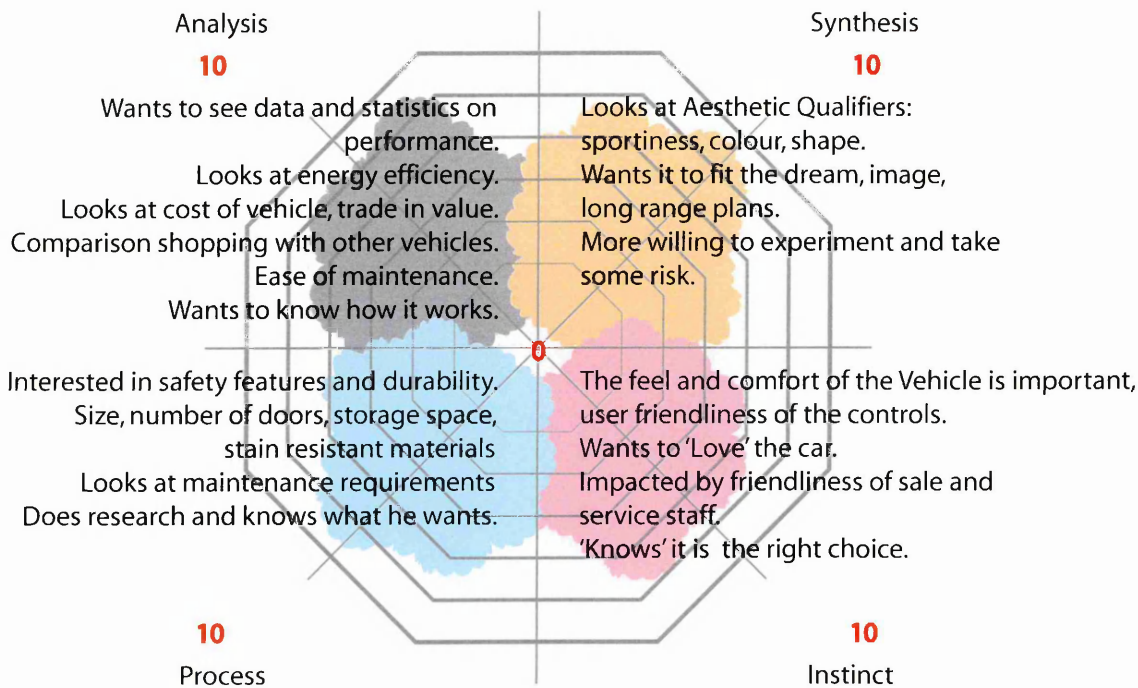 Analysis
10
Wants to see data and statistics on
performance.
Looks at energy efficiency.
Looks at cost of vehicle, trade in value.
Comparison shopping with other vehicles.
Ease of maintenance.
Wants to know how it works.
Synthesis
10
Looks at Aesthetic Qualifiers:
sportiness, colour, shape.
Wants it to fit the dream, image,
long range plans.
More willing to experiment and take
some risk.
0
Interested in safety features and durability.
Size, number of doors, storage space,
stain resistant materials
Looks at maintenance requirements
Does research and knows what he wants.
10
Process
The feel and comfort of the Vehicle is important,
user friendliness of the controls.
Wants to 'Love' the car.
Impacted by friendliness of sale and
service staff.
'Knows' it is the right choice.
10
Instinct